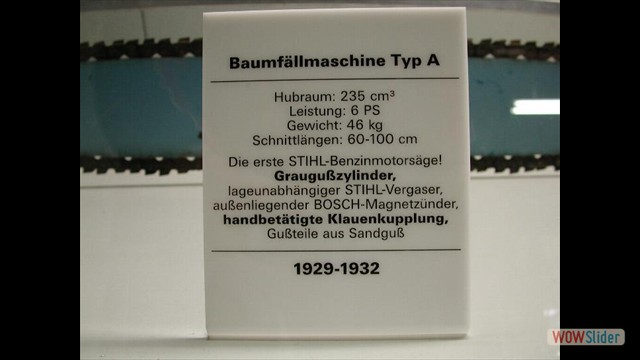 Baumfällmaschine Typ A
Hubraum: 235 cm³
Leistung: 6 PS
Gewicht: 46 kg
Schnittlängen: 60-100 cm
Die erste STIHL-Benzinmotorsäge!
Graugußzylinder,
lageunabhängiger STIHL-Vergaser,
außenliegender BOSCH-Magnetzünder,
handbetätigte Klauenkupplung,
Gußteile aus Sandguß
1929-1932
WOWSlider